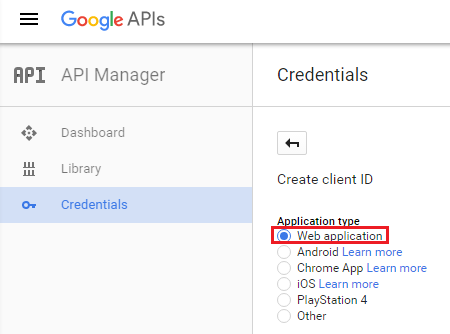 Google APIs
API API Manager
Credentials
Dashboard
Library
Credentials
Create client ID
Application type
Web application
Android Learn more
Chrome App Learn more
iOS Learn more
PlayStation 4
Other